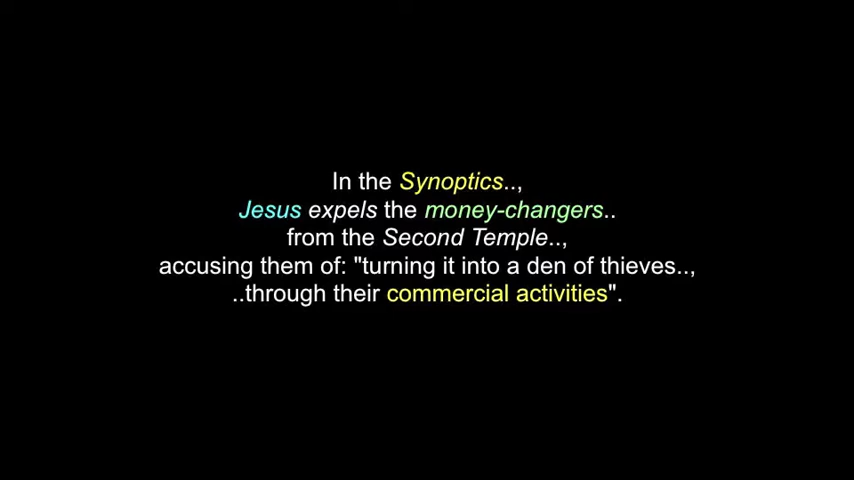 In the Synoptics..,
Jesus expels the money-changers..
from the Second Temple..,
accusing them of: "turning it into a den of thieves..,
..through their commercial activities".